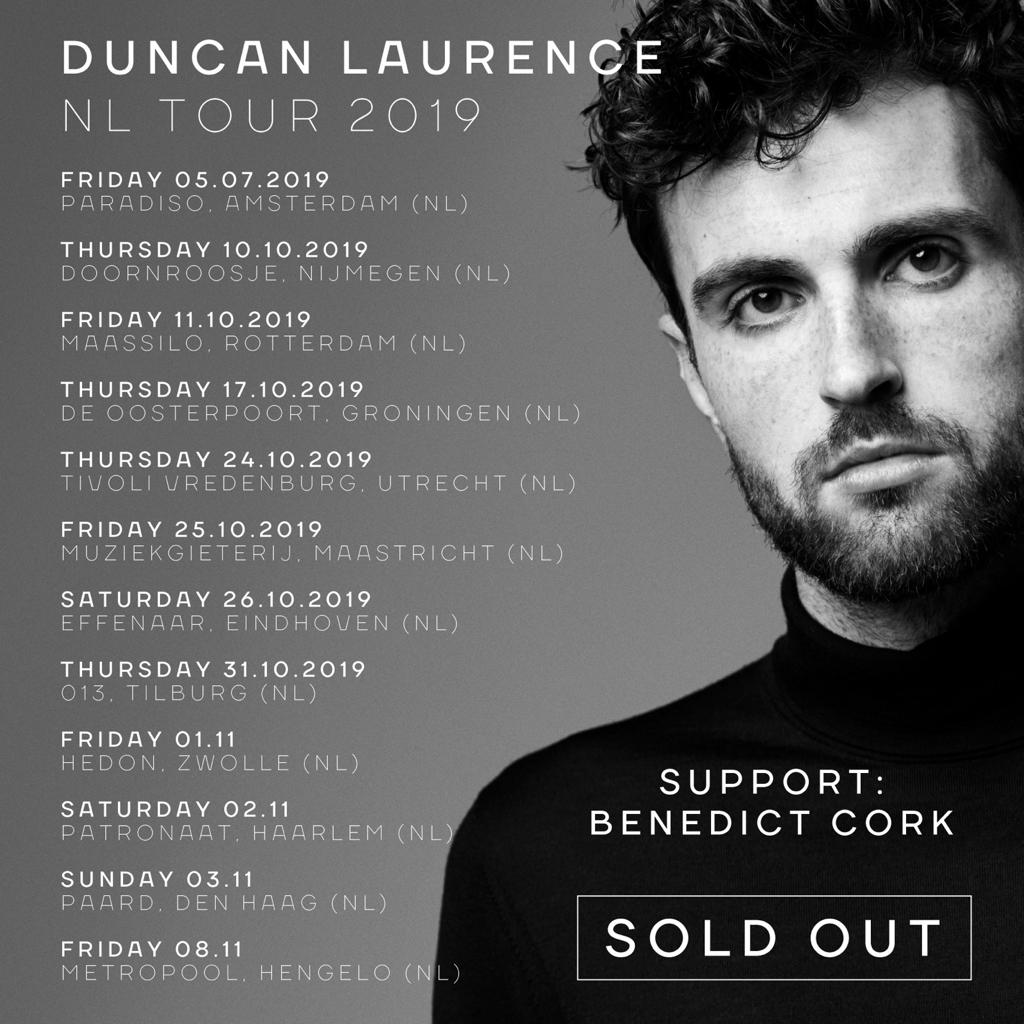 DUNCAN LAURENCE
NL TOUR 2019
FRIDAY 05.07.2019
PARADISO, AMSTERDAM (NL)
THURSDAY 10.10.2019
DOORNROOSJE, NIJMEGEN (NL)
FRIDAY 11.10.2019
MAASSILO, ROTTERDAM (NL)
THURSDAY 17.10.2019
DE OOSTERPOORT, GRONINGEN (NL)
THURSDAY 24.10.2019
TIVOLI VREDENBURG, UTRECHT (NL)
FRIDAY 25.10.2019
MUZIEKGIETERIJ, MAASTRICHT (NL)
SATURDAY 26.10.2019
EFFENAAR, EINDHOVEN (NL)
THURSDAY 31.10.2019
013, TILBURG (NL)
FRIDAY 01.11
HEDON, ZWOLLE (NL)
SATURDAY 02.11
PATRONAAT, HAARLEM (NL)
SUNDAY 03.11
PAARD, DEN HAAG (NL)
FRIDAY 08.11
METROPOOL, HENGELO (NL)
SUPPORT:
BENEDICT CORK
SOLD OUT